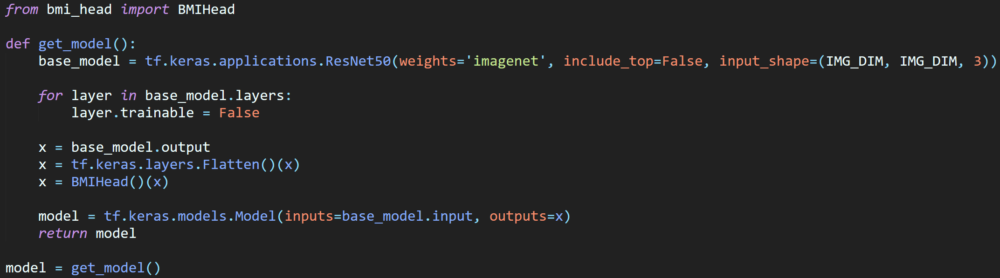 from bmi_head import BMIHead
def get_model():
    base_model = tf.keras.applications.ResNet50(weights='imagenet', include_top=False, input_shape=(IMG_DIM, IMG_DIM, 3))
    for layer in base_model.layers:
        layer.trainable = False
    x = base_model.output
    x = tf.keras.layers.Flatten()(x)
    x = BMIHead()(x)
    model = tf.keras.models.Model(inputs=base_model.input, outputs=x)
    return model
model = get_model()